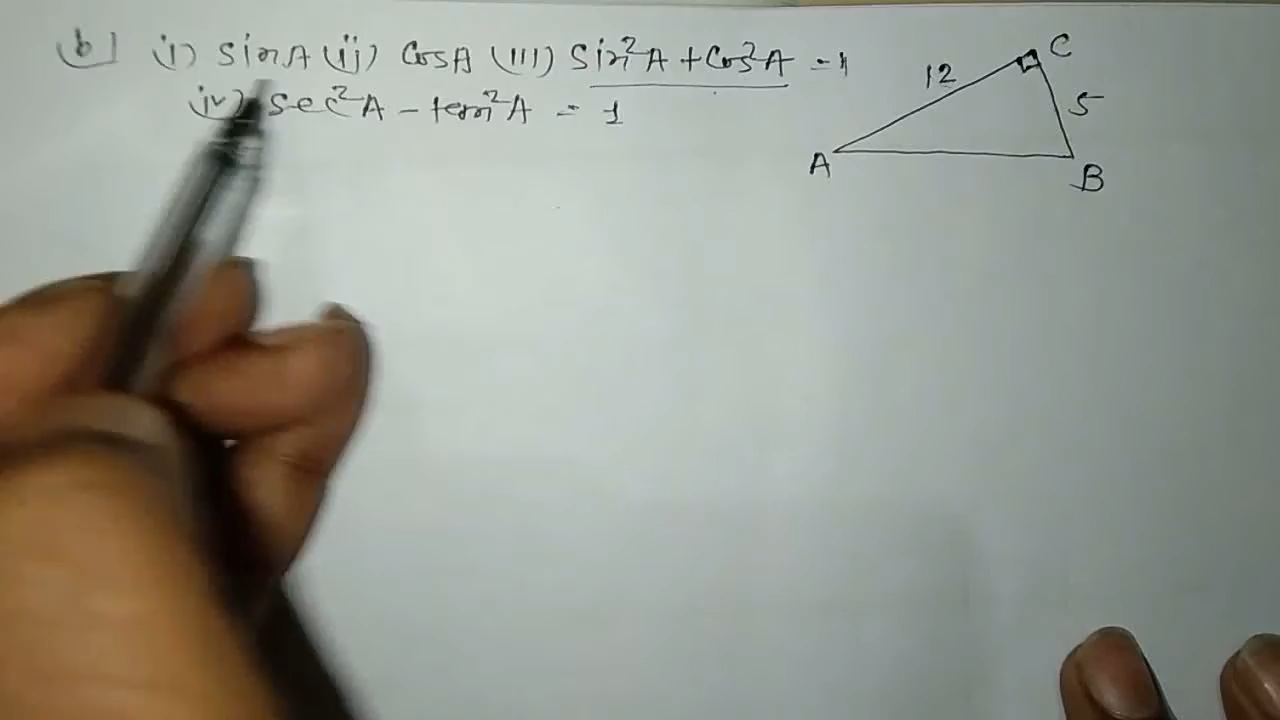 (b) (i) sinA (ii) CosA (iii) Sin²A + Cos²A = 1
(iv) sec²A - tan²A = 1
C
12
5
A
B